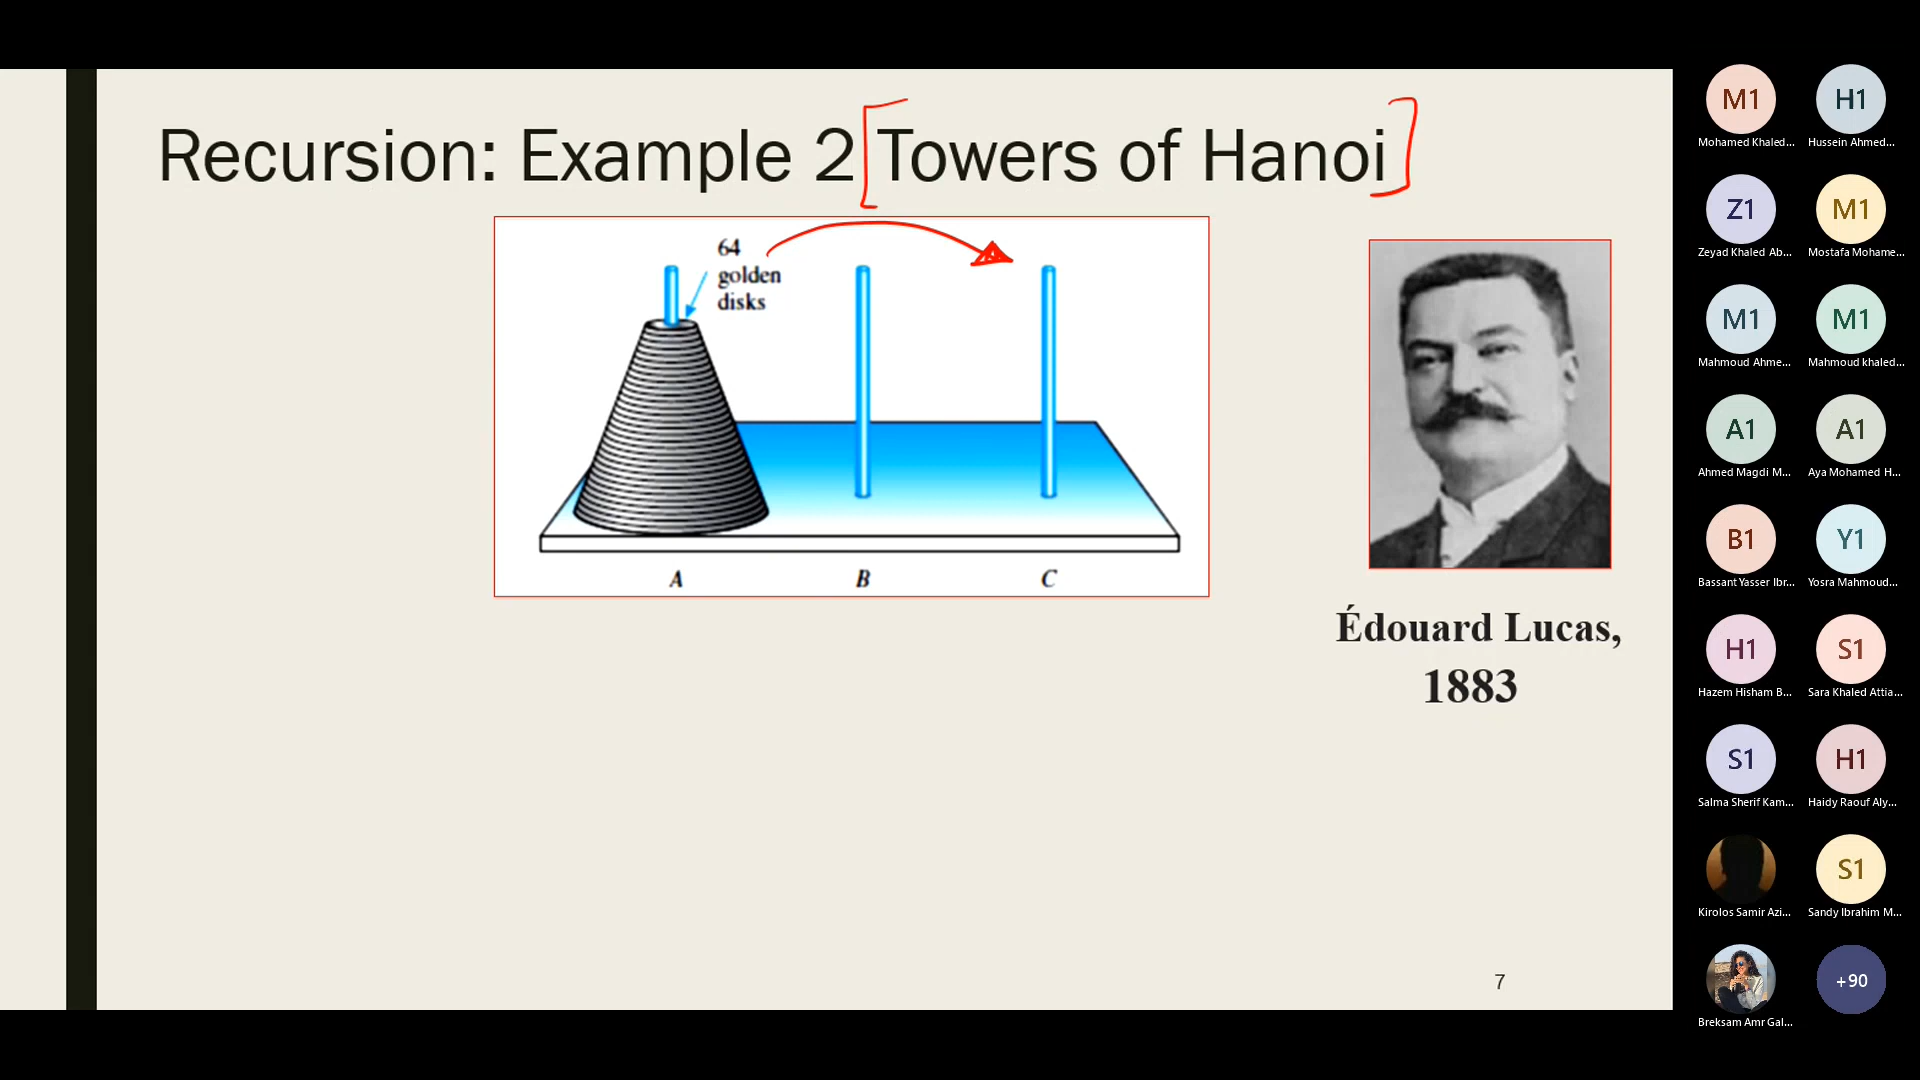 Recursion: Example 2 Towers of Hanoi
64
golden
disks
A B C
Édouard Lucas,
1883
7
M1 H1
Mohamed Khaled... Hussein Ahmed...
Z1 M1
Zeyad Khaled Ab... Mostafa Mohame...
M1 M1
Mahmoud Ahme... Mahmoud khaled...
A1 A1
Ahmed Magdi M... Aya Mohamed H...
B1 Y1
Bassant Yasser Ibr... Yosra Mahmoud...
H1 S1
Hazem Hisham B... Sara Khaled Attia...
S1 H1
Salma Sherif Kam... Haidy Raouf Aly...
S1
Kirolos Samir Azi... Sandy Ibrahim M...
+90
Breksam Amr Gal...